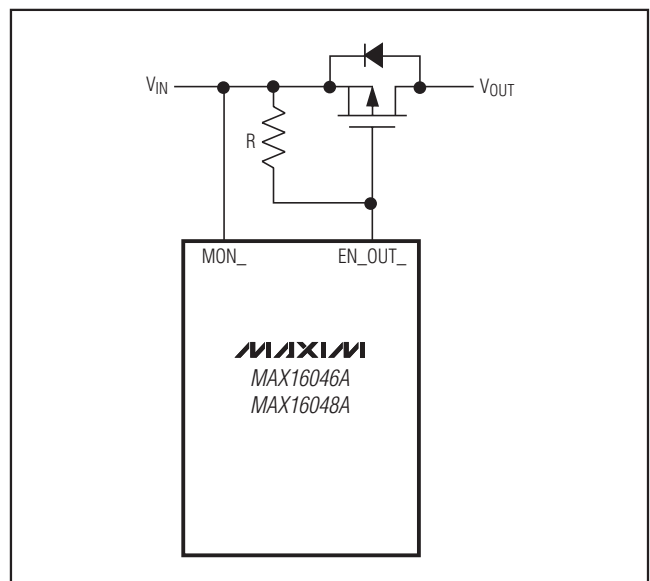 VIN
VOUT
R
MON_
EN_OUT_
MAXIM
MAX16046A
MAX16048A